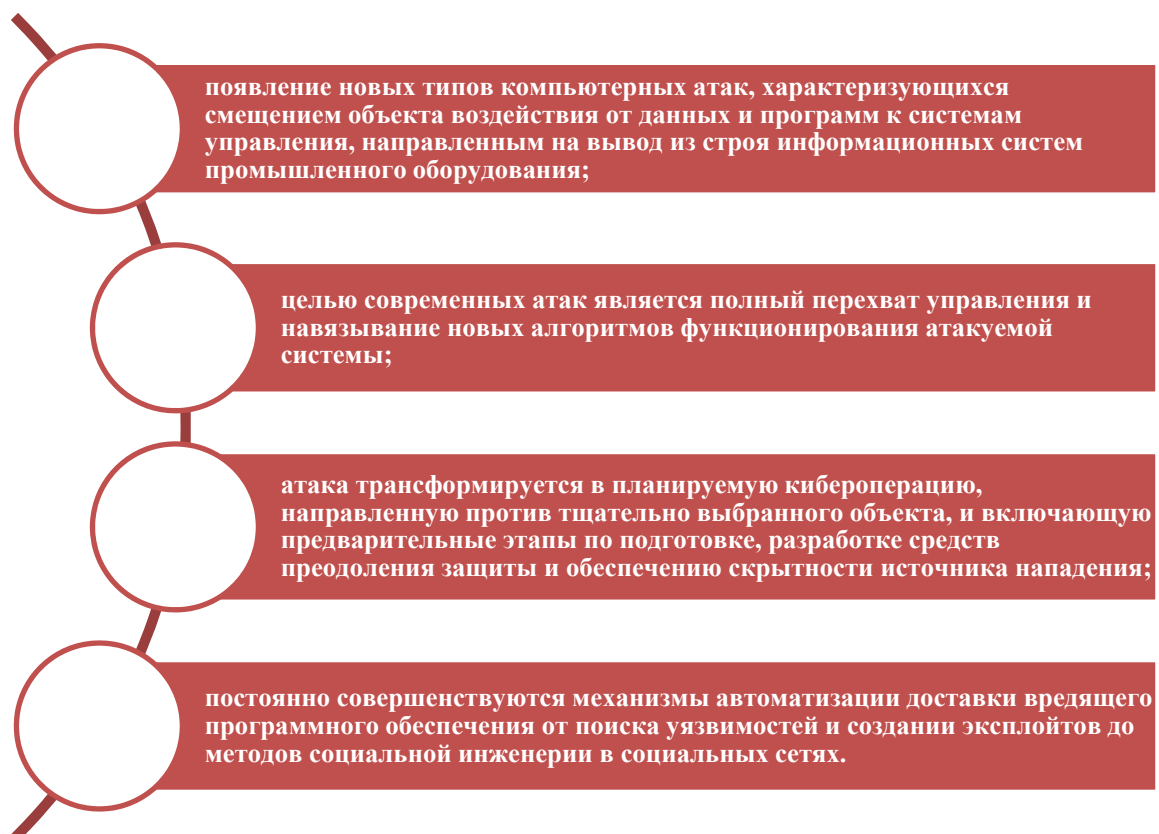 появление новых типов компьютерных атак, характеризующихся
смещением объекта воздействия от данных и программ к системам
управления, направленным на вывод из строя информационных систем
промышленного оборудования;
целью современных атак является полный перехват управления и
навязывание новых алгоритмов функционирования атакуемой
системы;
атака трансформируется в планируемую кибероперацию,
направленную против тщательно выбранного объекта, и включающую
предварительные этапы по подготовке, разработке средств
преодоления защиты и обеспечению скрытности источника нападения;
постоянно совершенствуются механизмы автоматизации доставки вредящего
программного обеспечения от поиска уязвимостей и создании эксплойтов до
методов социальной инженерии в социальных сетях.